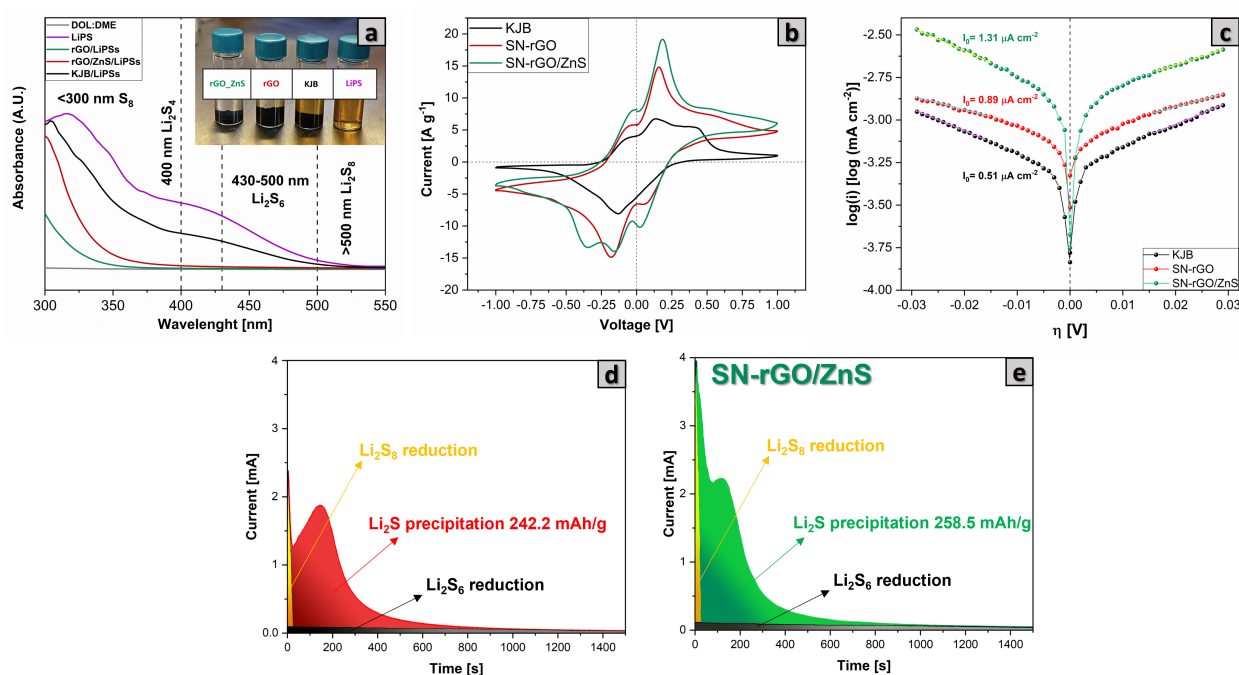 a
DOL:DME
LiPS
rGO/LiPSs
rGO/ZnS/LiPSs
KJB/LiPSs
rGO_ZnS
rGO
KJB
LiPS
<300 nm S₈
400 nm Li₂S₄
430-500 nm
Li₂S₆
>500 nm Li₂S₈
Absorbance (A.U.)
300
350
400
450
500
550
Wavelenght [nm]
b
KJB
SN-rGO
SN-rGO/ZnS
Current [A g⁻¹]
25
20
15
10
5
0
-5
-10
-15
-20
-1.00
-0.75
-0.50
-0.25
0.00
0.25
0.50
0.75
1.00
Voltage [V]
c
I₀= 1.31 µA cm⁻²
I₀= 0.89 µA cm⁻²
I₀= 0.51 µA cm⁻²
log(i) [log (mA cm⁻²)]
-2.50
-2.75
-3.00
-3.25
-3.50
-3.75
-4.00
KJB
SN-rGO
SN-rGO/ZnS
-0.03
-0.02
-0.01
0.00
0.01
0.02
0.03
η [V]
d
Li₂S₈ reduction
Li₂S precipitation 242.2 mAh/g
Li₂S₆ reduction
Current [mA]
4
3
2
1
0.0
0
200
400
600
800
1000
1200
1400
Time [s]
e
SN-rGO/ZnS
Li₂S₈ reduction
Li₂S precipitation 258.5 mAh/g
Li₂S₆ reduction
Current [mA]
4
3
2
1
0.0
0
200
400
600
800
1000
1200
1400
Time [s]